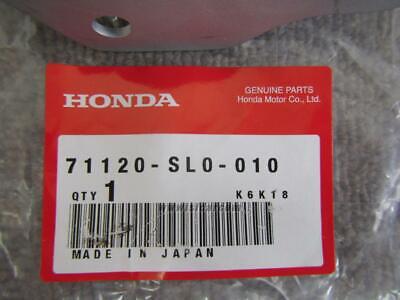 GENUINE PARTS
HONDA
Honda Motor Co., Ltd.
71120-SL0-010
QTY 1
K6K18
MADE IN JAPAN